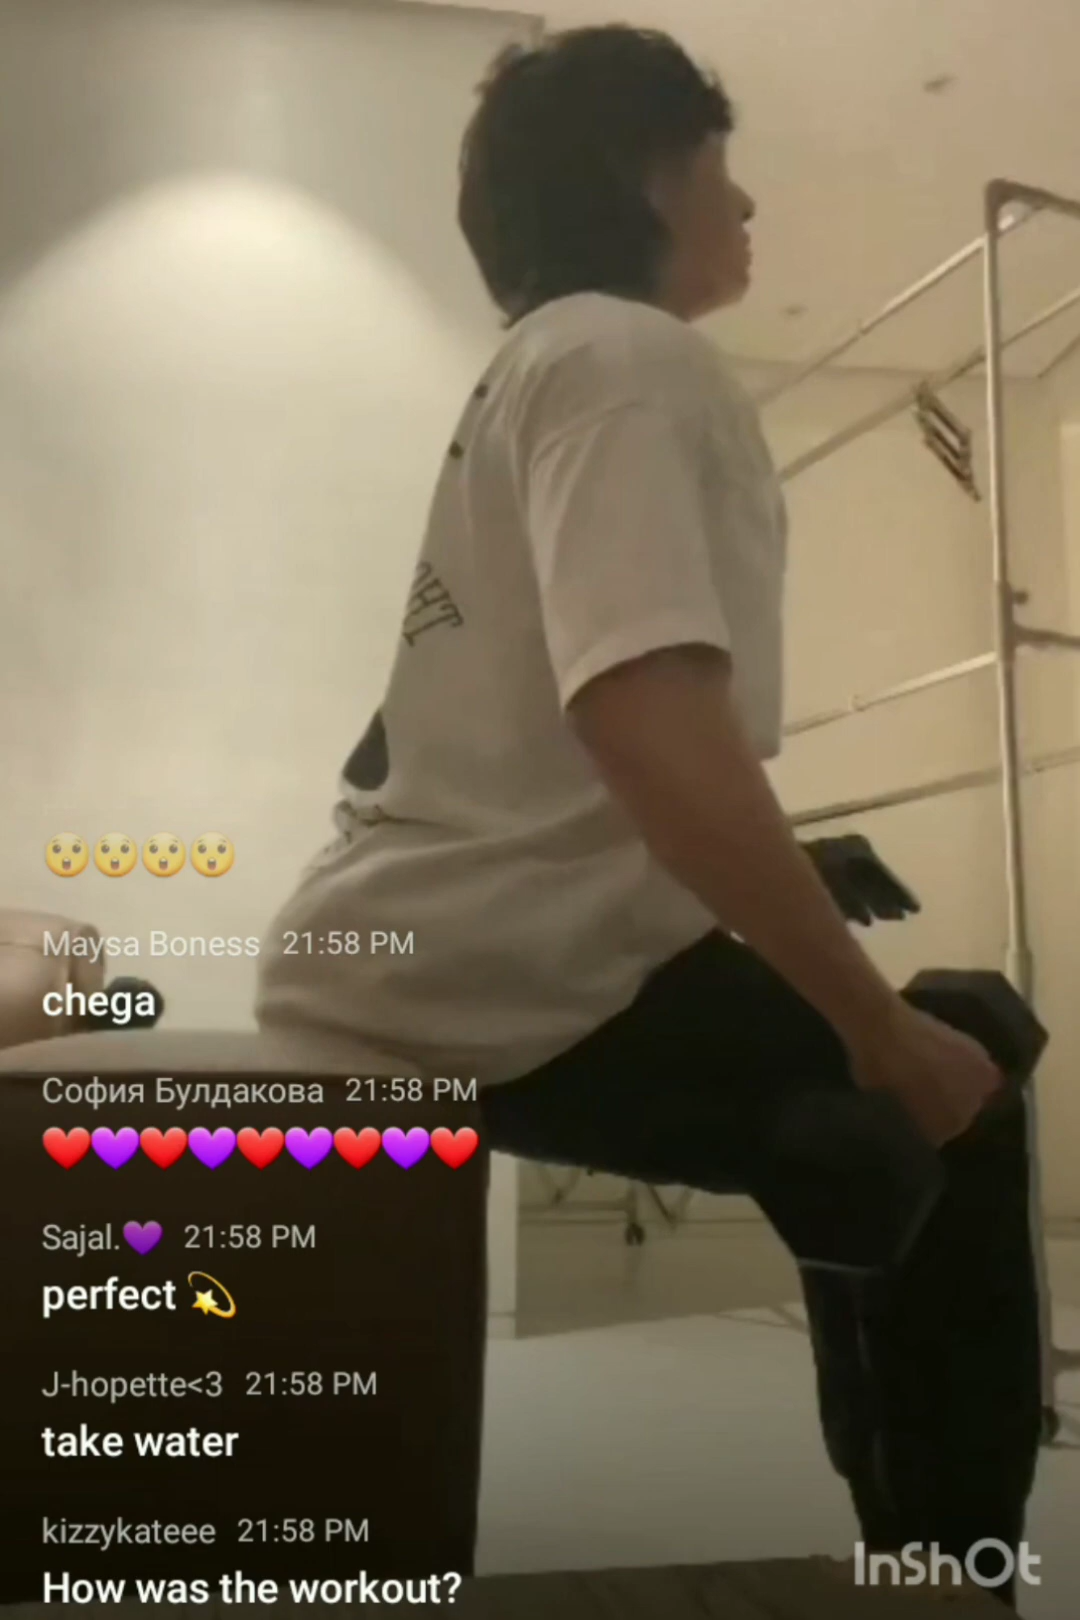 😲😲😲😲
Maysa Boness 21:58 PM
chega
София Булдакова 21:58 PM
❤️💜❤️💜❤️💜❤️💜❤️
Sajal.💜 21:58 PM
perfect 💫
J-hopette<3 21:58 PM
take water
kizzykateee 21:58 PM
How was the workout?
InShOt